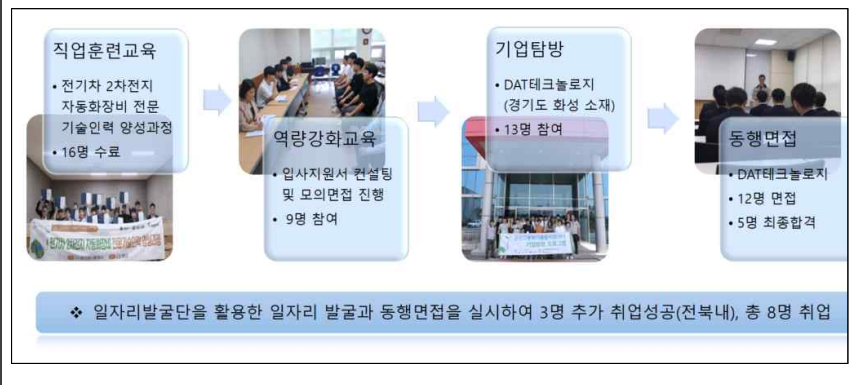 직업훈련교육
• 전기차 2차전지
자동화장비 전문
기술인력 양성과정
• 16명 수료
역량강화교육
• 입사지원서 컨설팅
및 모의면접 진행
• 9명 참여
기업탐방
• DAT테크놀로지
(경기도 화성 소재)
• 13명 참여
동행면접
• DAT테크놀로지
• 12명 면접
• 5명 최종합격
❖ 일자리발굴단을 활용한 일자리 발굴과 동행면접을 실시하여 3명 추가 취업성공(전북내), 총 8명 취업